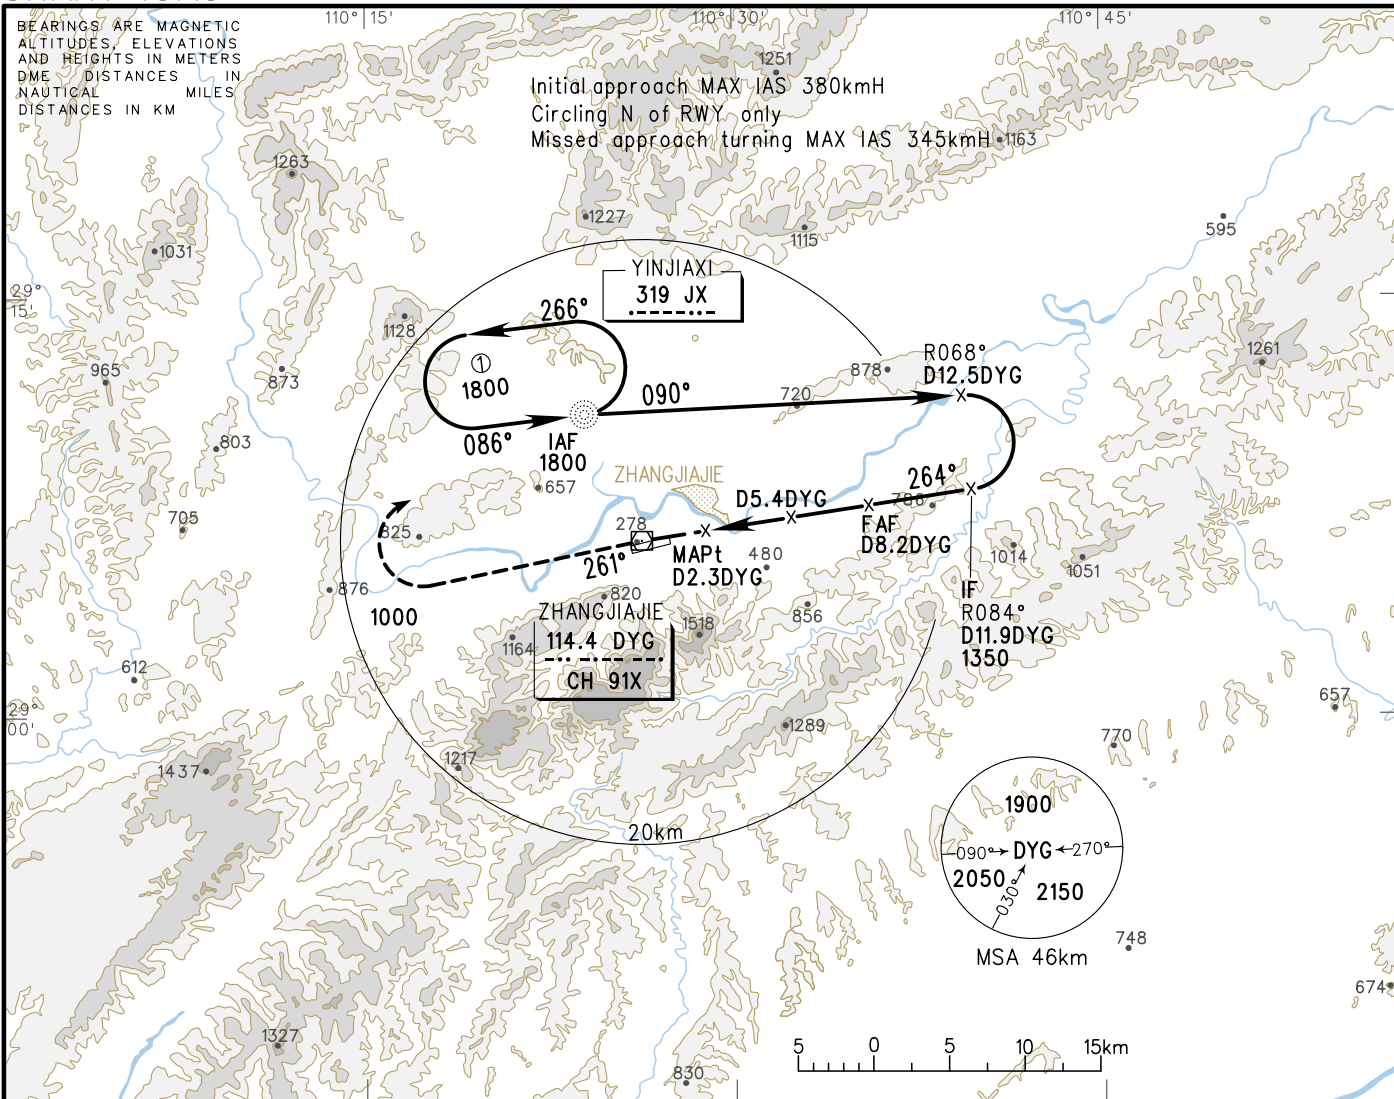 110° 15'
110° 30'
110° 45'
BEARINGS ARE MAGNETIC
ALTITUDES, ELEVATIONS
AND HEIGHTS IN METERS
DME DISTANCES IN
NAUTICAL MILES
DISTANCES IN KM
1251
Initial approach MAX IAS 380kmH
Circling N of RWY only
Missed approach turning MAX IAS 345kmH
1163
1263
1227
1115
595
1031
YINJIAXI
319 JX
29°
15'
266°
1128
①
1800
R068°
D12.5DYG
878
1261
965
873
090°
720
086°
IAF
1800
803
657
ZHANGJIAJIE
264°
D5.4DYG
786
FAF
D8.2DYG
705
825
278
MAPt
D2.3DYG
480
1014
1051
261°
876
1000
820
856
IF
R084°
D11.9DYG
1350
ZHANGJIAJIE
114.4 DYG
CH 91X
1164
1518
612
657
29°
00'
1289
770
1217
1437
20km
1900
090°
DYG
270°
2050
030°
2150
MSA 46km
748
674
1327
830
5 0 5 10 15km